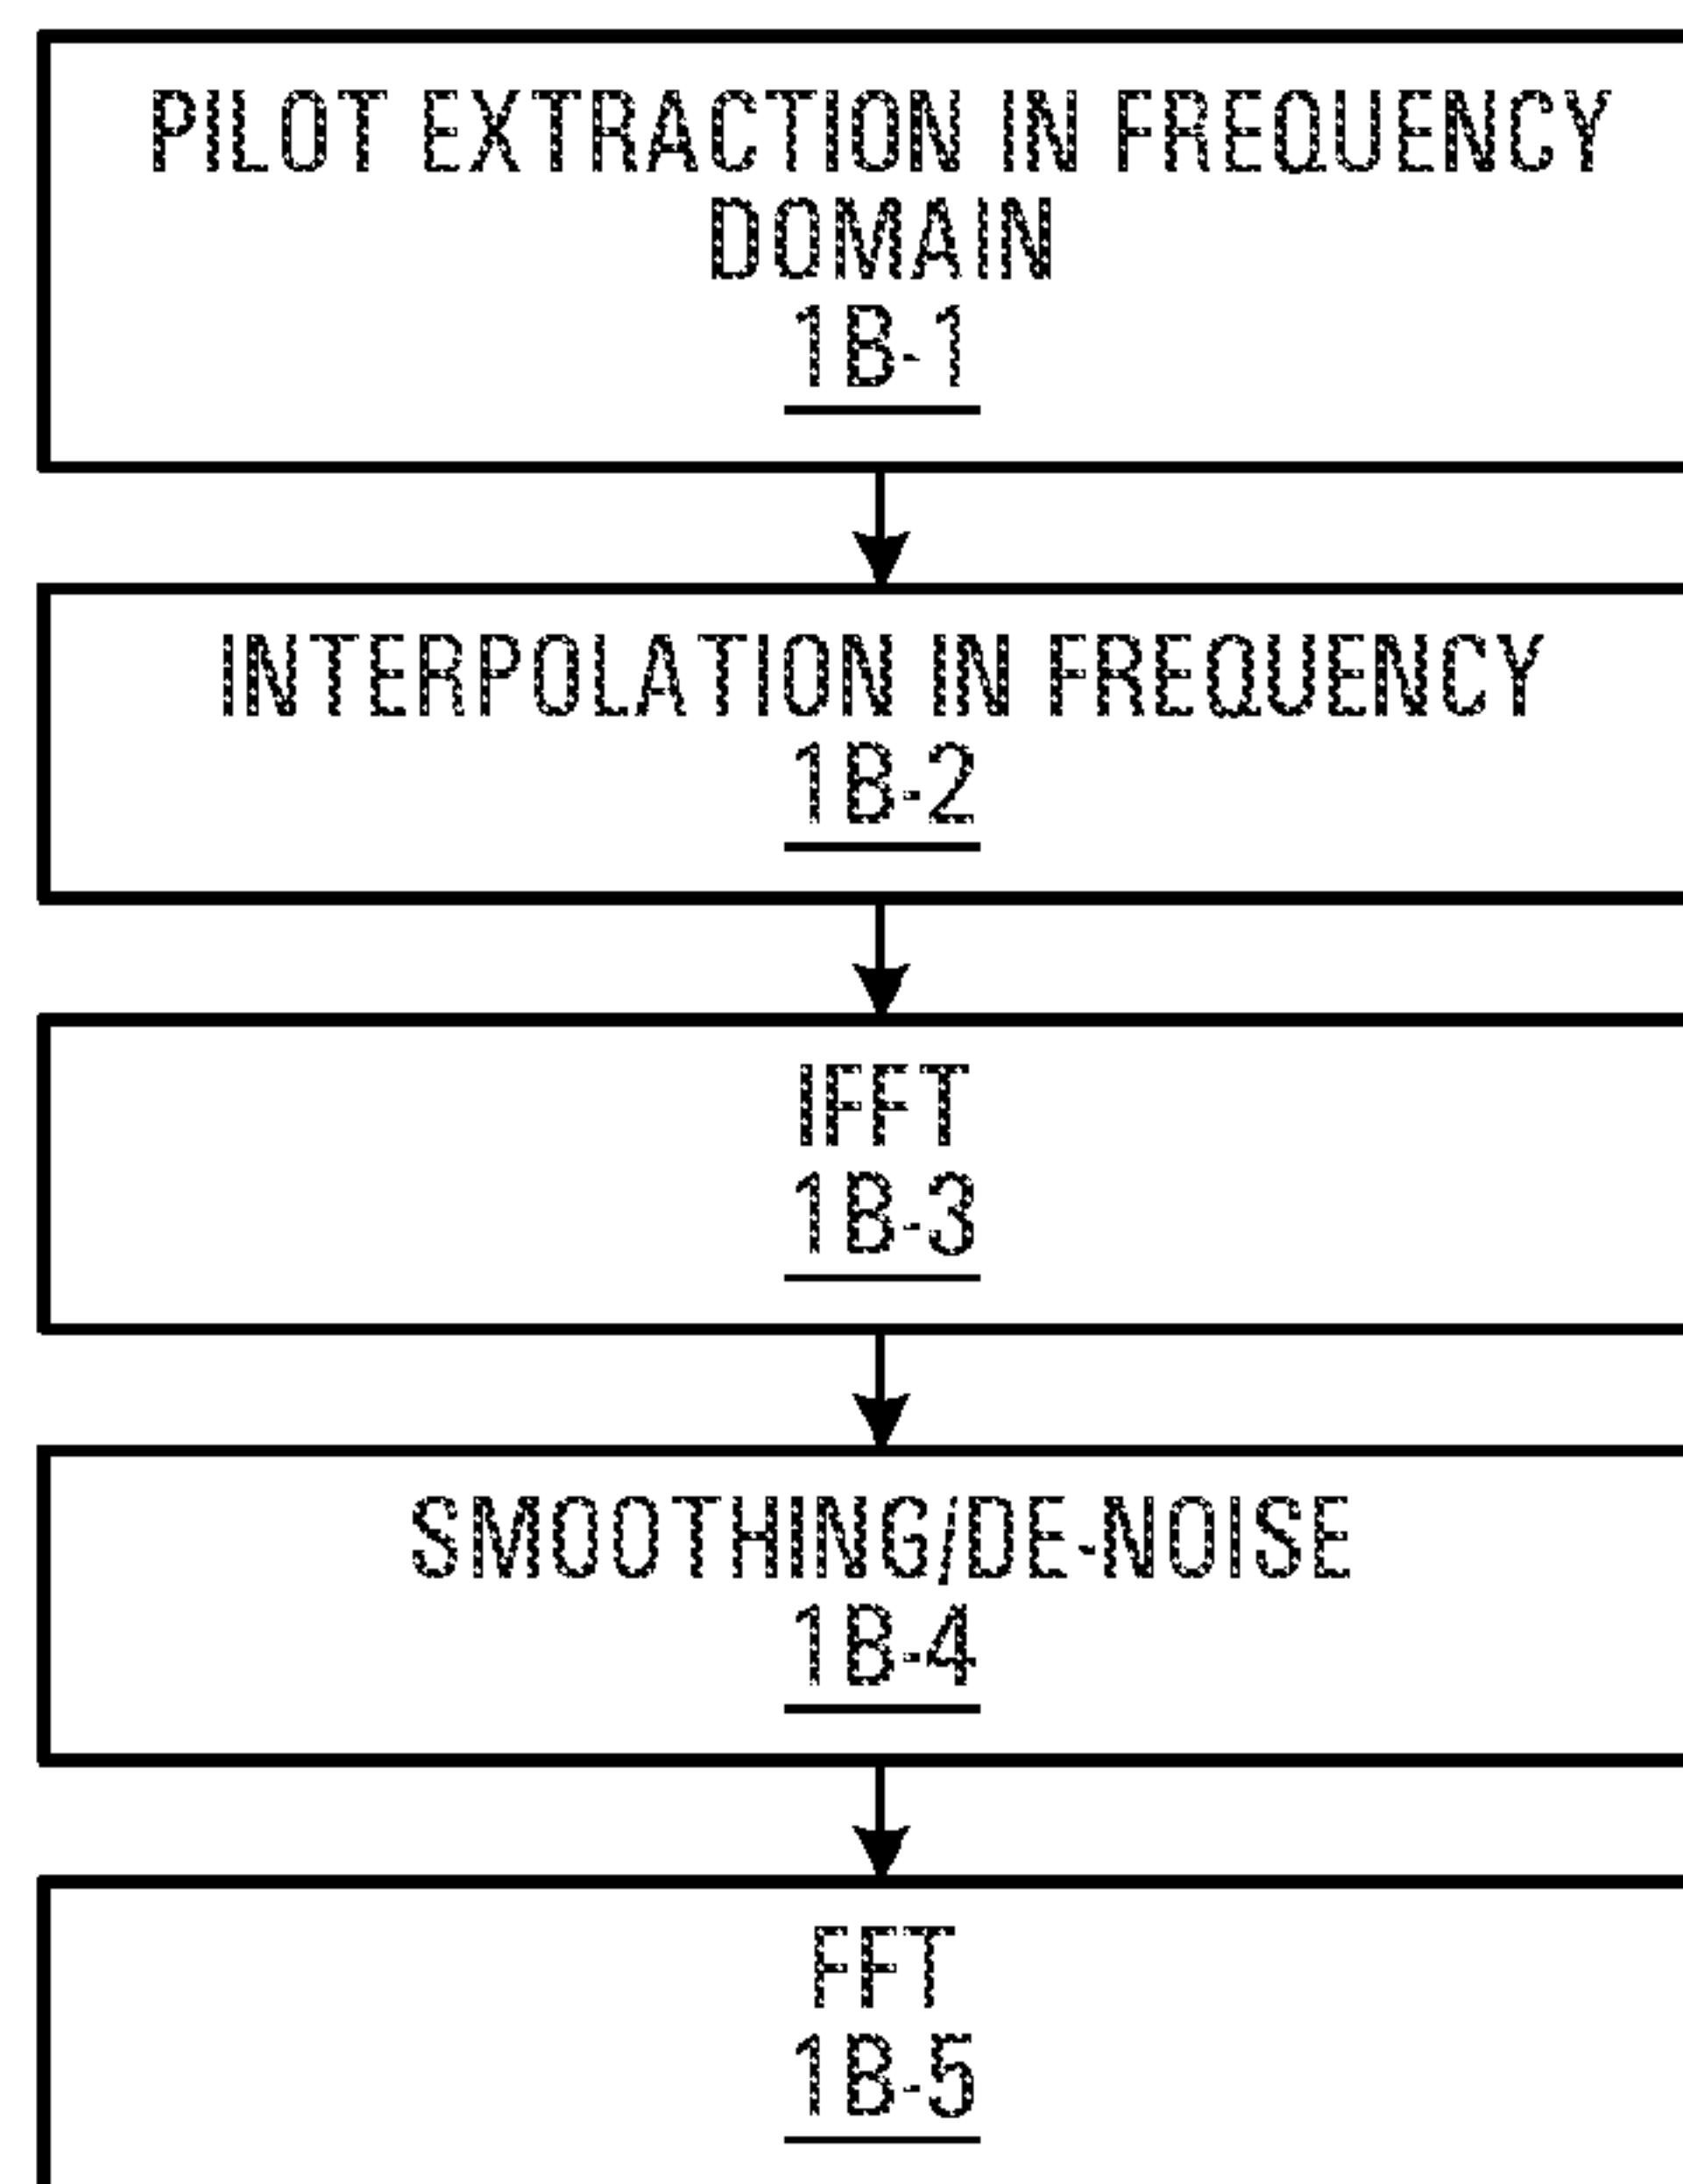 PILOT EXTRACTION IN FREQUENCY
DOMAIN
1B-1
INTERPOLATION IN FREQUENCY
1B-2
IFFT
1B-3
SMOOTHING/DE-NOISE
1B-4
FFT
1B-5